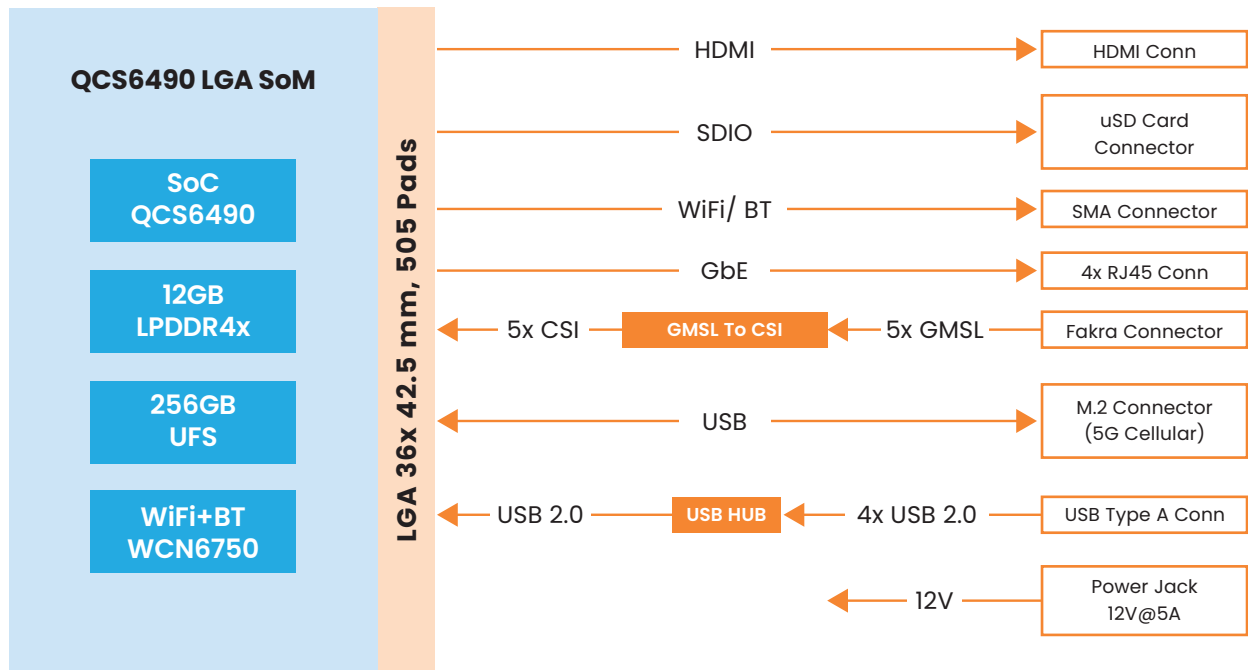 QCS6490 LGA SoM
SoC
QCS6490
12GB
LPDDR4x
256GB
UFS
WiFi+BT
WCN6750
LGA 36x 42.5 mm, 505 Pads
HDMI
HDMI Conn
SDIO
uSD Card
Connector
WiFi/ BT
SMA Connector
GbE
4x RJ45 Conn
5x CSI
GMSL To CSI
5x GMSL
Fakra Connector
USB
M.2 Connector
(5G Cellular)
USB 2.0
USB HUB
4x USB 2.0
USB Type A Conn
12V
Power Jack
12V@5A